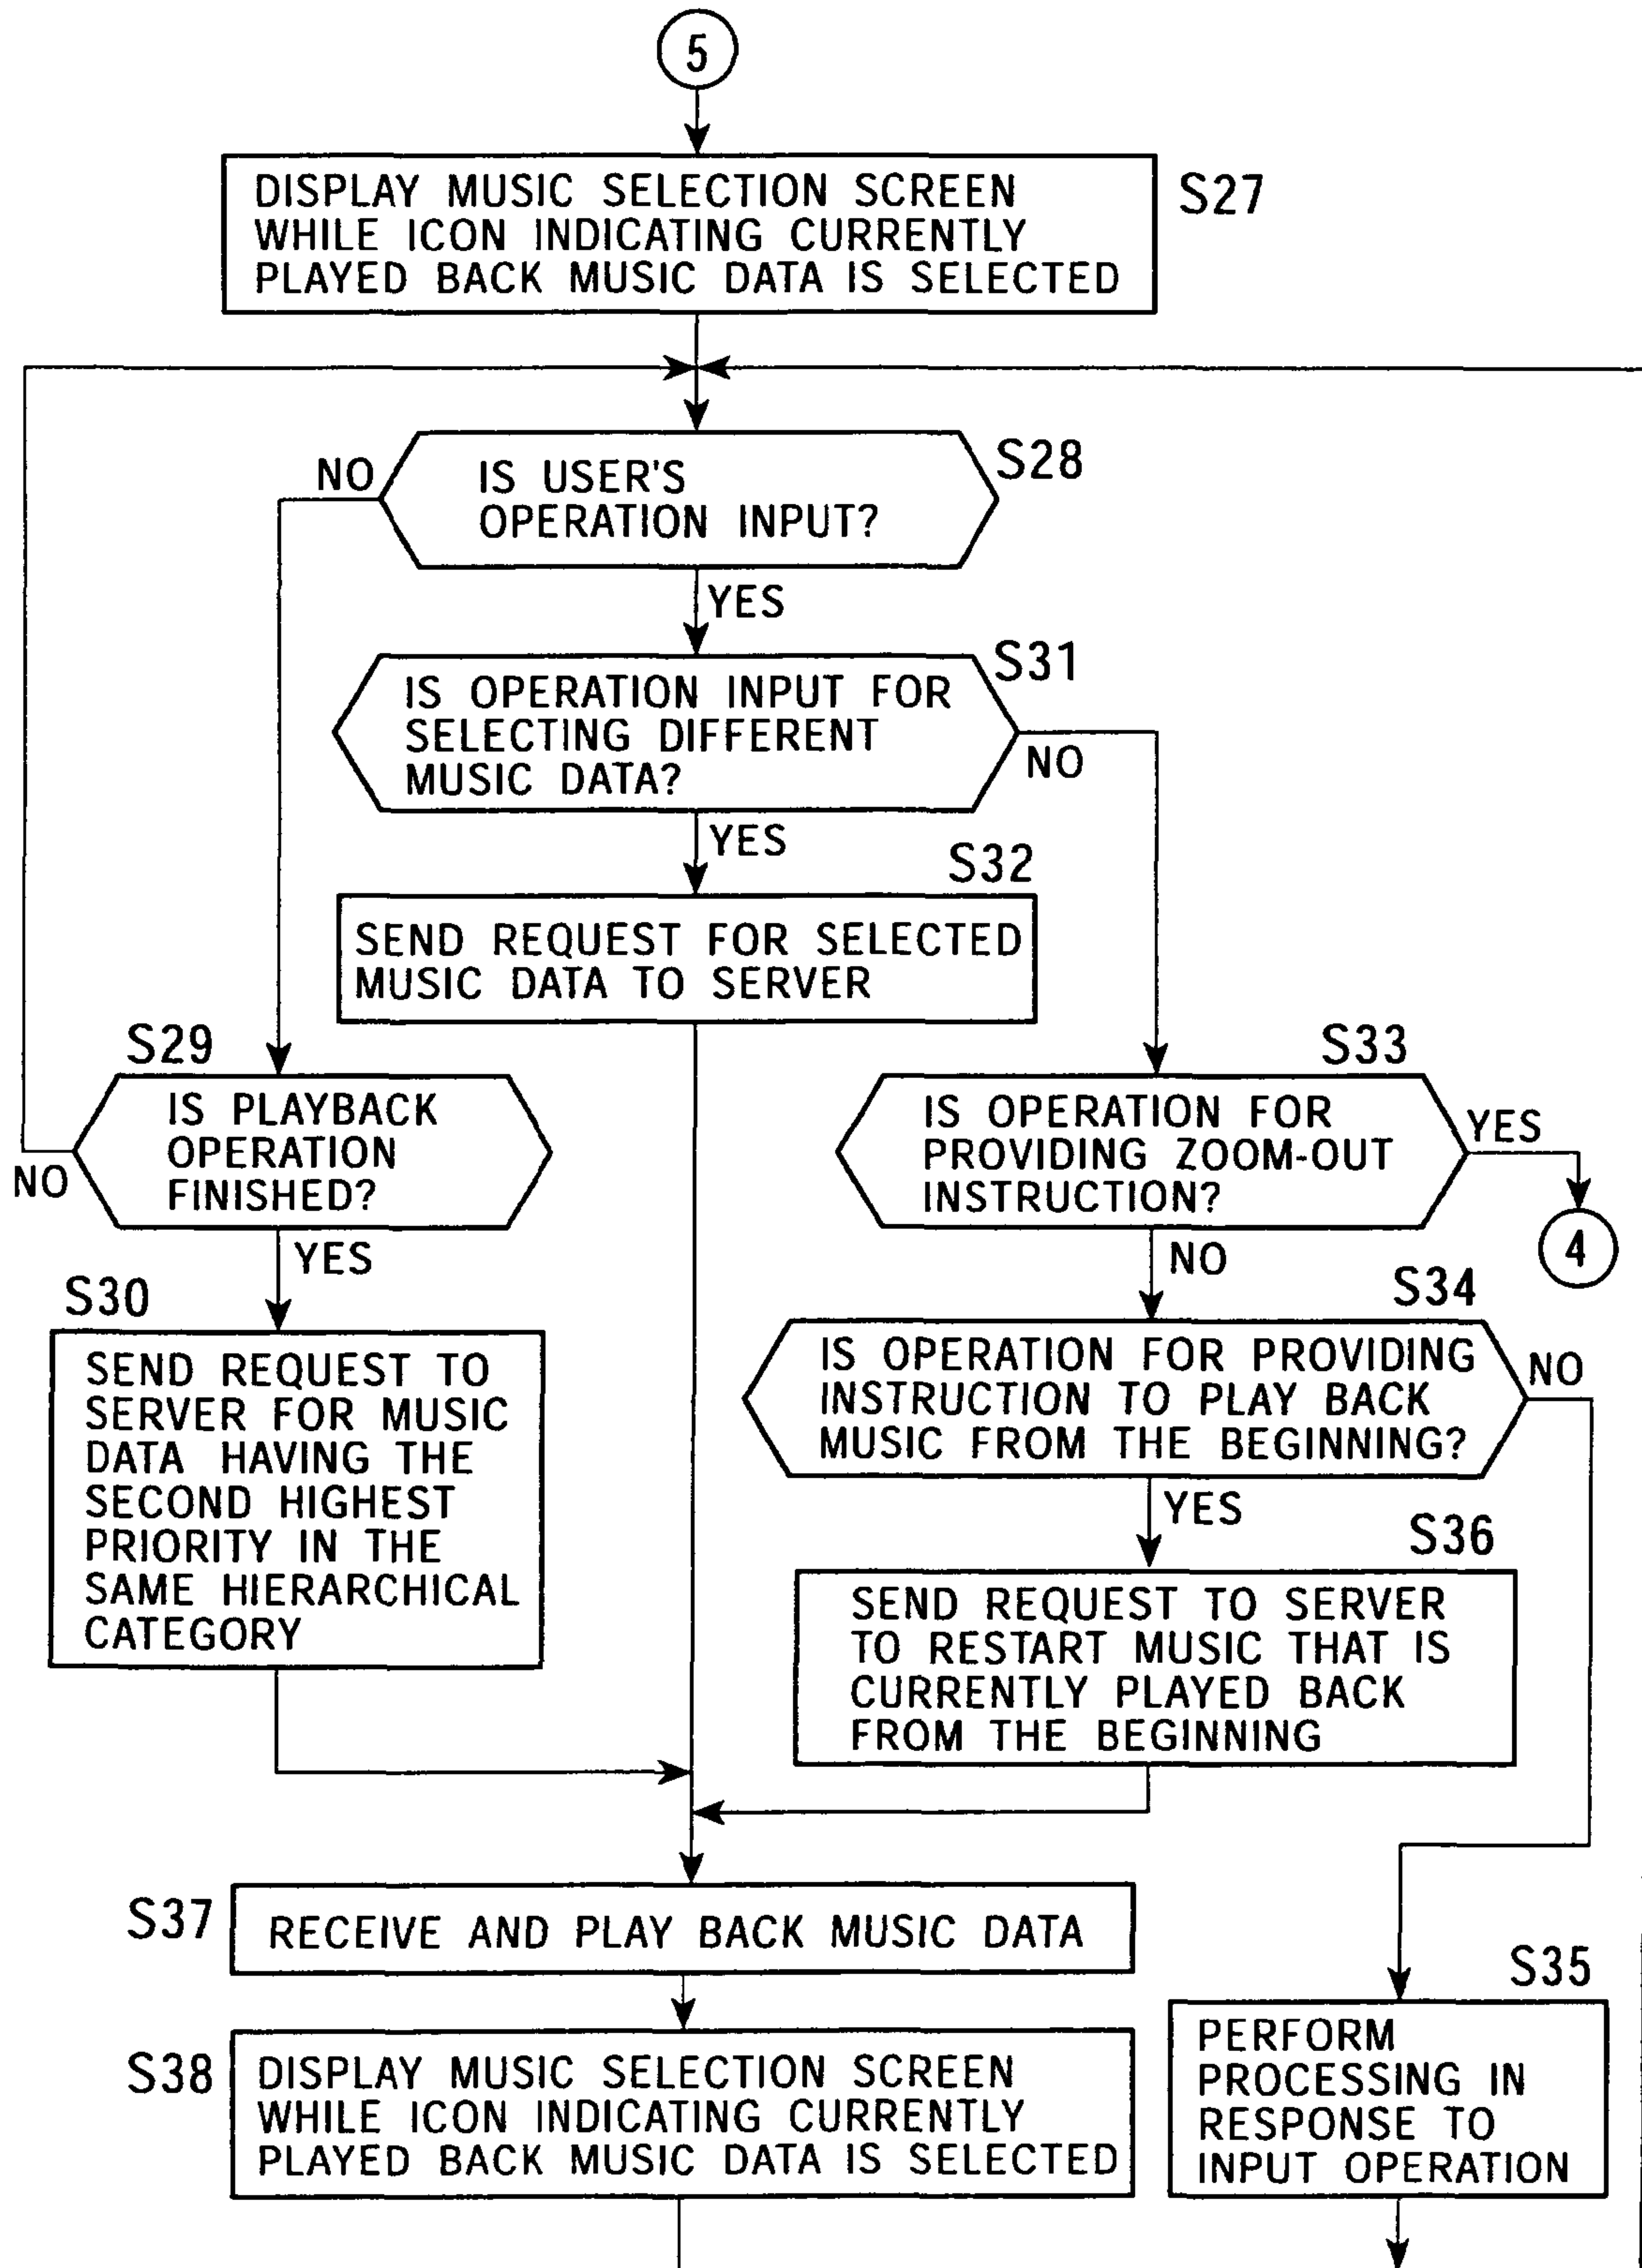 5
DISPLAY MUSIC SELECTION SCREEN
WHILE ICON INDICATING CURRENTLY
PLAYED BACK MUSIC DATA IS SELECTED
S27
NO
IS USER'S
OPERATION INPUT?
S28
YES
IS OPERATION INPUT FOR
SELECTING DIFFERENT
MUSIC DATA?
S31
NO
YES
S32
SEND REQUEST FOR SELECTED
MUSIC DATA TO SERVER
S29
IS PLAYBACK
OPERATION
FINISHED?
NO
YES
S33
IS OPERATION FOR
PROVIDING ZOOM-OUT
INSTRUCTION?
YES
4
NO
S30
SEND REQUEST TO
SERVER FOR MUSIC
DATA HAVING THE
SECOND HIGHEST
PRIORITY IN THE
SAME HIERARCHICAL
CATEGORY
S34
IS OPERATION FOR PROVIDING
INSTRUCTION TO PLAY BACK
MUSIC FROM THE BEGINNING?
NO
YES
S36
SEND REQUEST TO SERVER
TO RESTART MUSIC THAT IS
CURRENTLY PLAYED BACK
FROM THE BEGINNING
S37
RECEIVE AND PLAY BACK MUSIC DATA
S38
DISPLAY MUSIC SELECTION SCREEN
WHILE ICON INDICATING CURRENTLY
PLAYED BACK MUSIC DATA IS SELECTED
S35
PERFORM
PROCESSING IN
RESPONSE TO
INPUT OPERATION